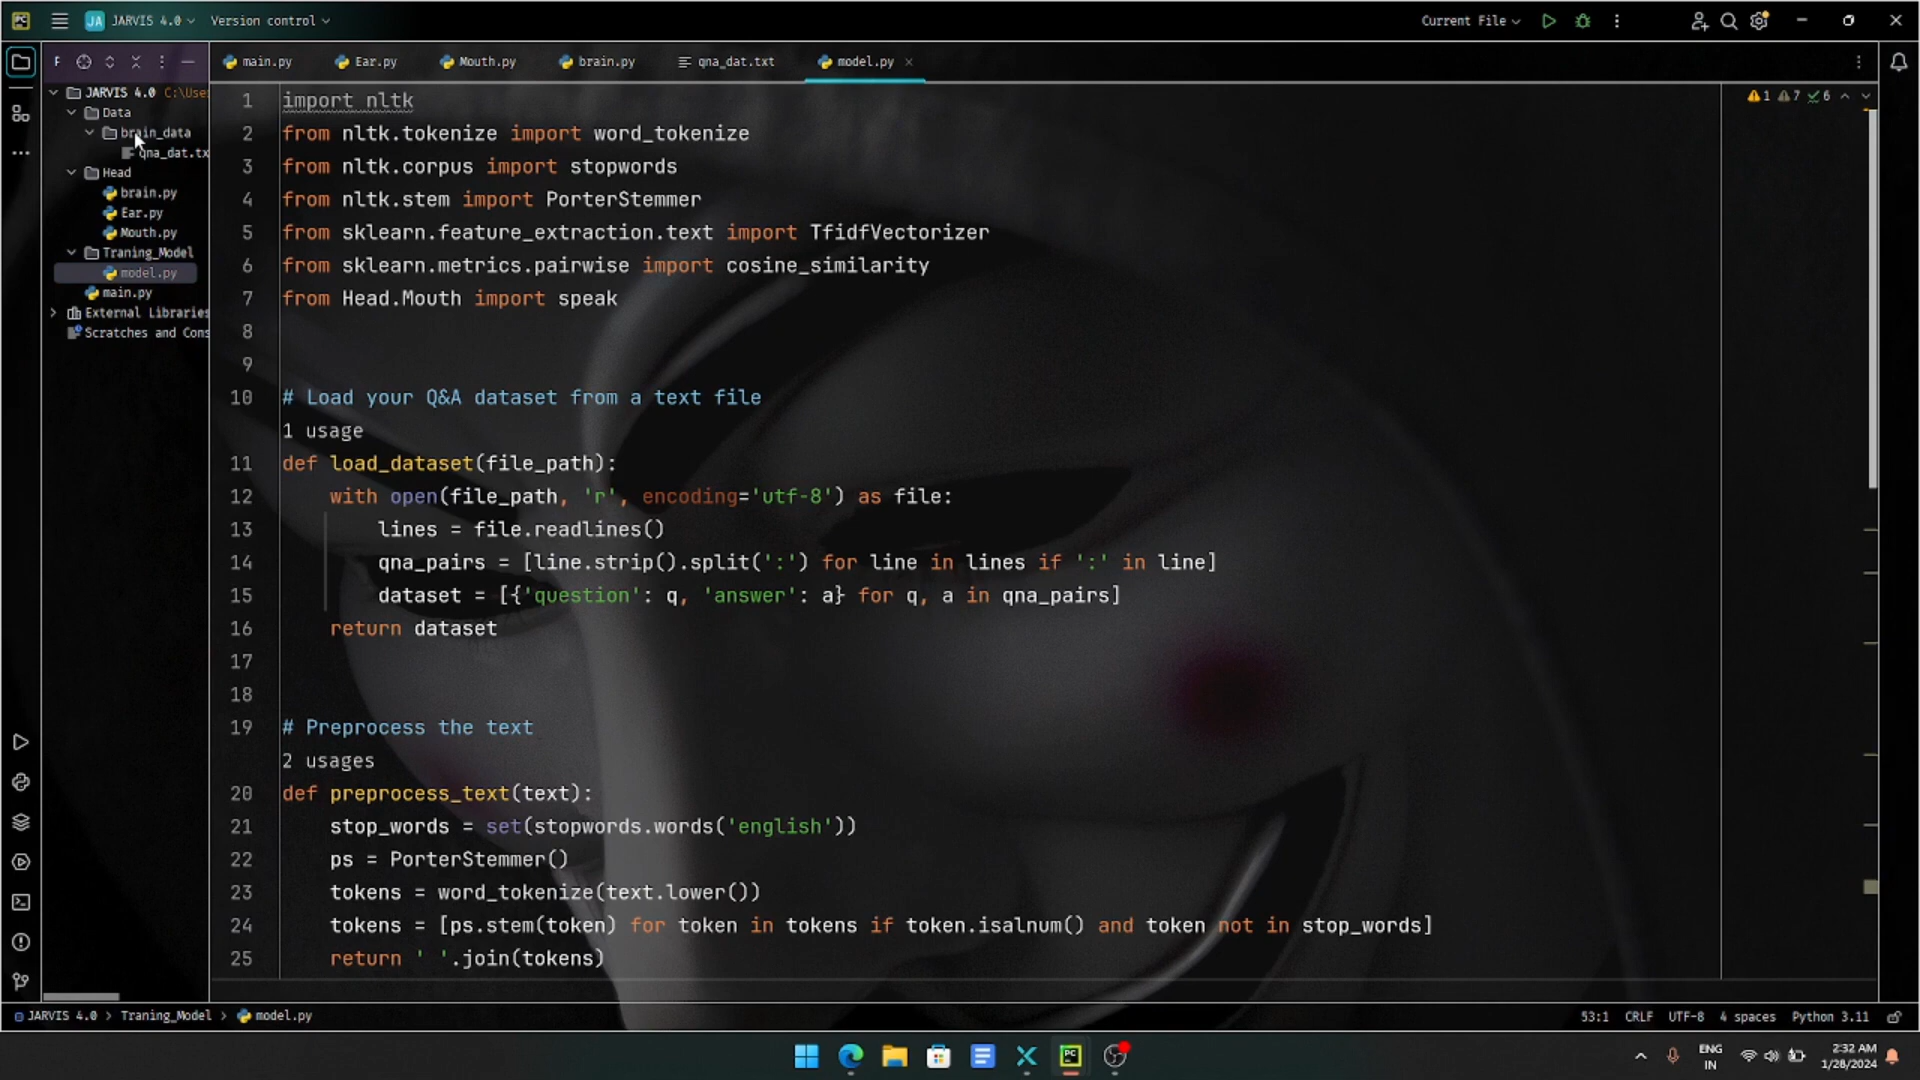 PC JA JARVIS 4.0 Version control Current File
F main.py Ear.py Mouth.py brain.py qna_dat.txt model.py
JARVIS 4.0 C:\Use
Data
brain_data
qna_dat.tx
Head
brain.py
Ear.py
Mouth.py
Traning_Model
model.py
main.py
External Libraries
Scratches and Cons
1 7 6
1 import nltk
2 from nltk.tokenize import word_tokenize
3 from nltk.corpus import stopwords
4 from nltk.stem import PorterStemmer
5 from sklearn.feature_extraction.text import TfidfVectorizer
6 from sklearn.metrics.pairwise import cosine_similarity
7 from Head.Mouth import speak
8
9
10 # Load your Q&A dataset from a text file
1 usage
11 def load_dataset(file_path):
12 with open(file_path, 'r', encoding='utf-8') as file:
13 lines = file.readlines()
14 qna_pairs = [line.strip().split(':') for line in lines if ':' in line]
15 dataset = [{'question': q, 'answer': a} for q, a in qna_pairs]
16 return dataset
17
18
19 # Preprocess the text
2 usages
20 def preprocess_text(text):
21 stop_words = set(stopwords.words('english'))
22 ps = PorterStemmer()
23 tokens = word_tokenize(text.lower())
24 tokens = [ps.stem(token) for token in tokens if token.isalnum() and token not in stop_words]
25 return ' '.join(tokens)
JARVIS 4.0 > Traning_Model > model.py 53:1 CRLF UTF-8 4 spaces Python 3.11
PC
ENG
IN
2:32 AM
1/28/2024